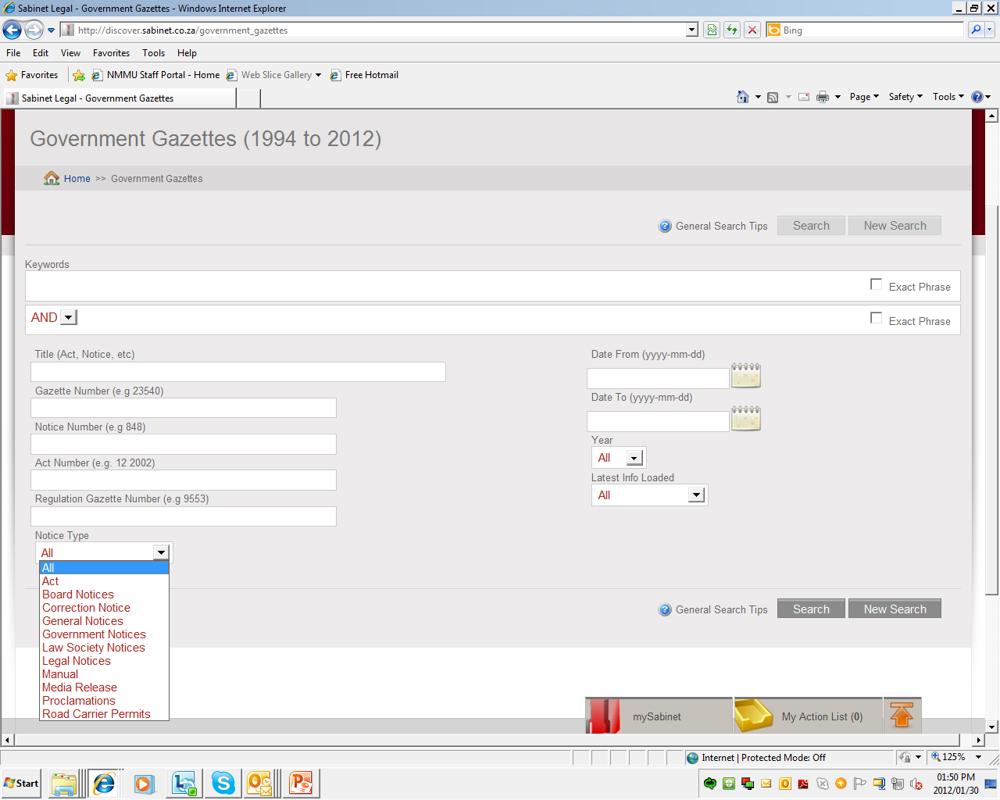 Sabinet Legal - Government Gazettes - Windows Internet Explorer
http://discover.sabinet.co.za/government_gazettes
Bing
File Edit View Favorites Tools Help
Favorites NMMU Staff Portal - Home Web Slice Gallery Free Hotmail
Sabinet Legal - Government Gazettes
Page Safety Tools
Government Gazettes (1994 to 2012)
Home >> Government Gazettes
General Search Tips Search New Search
Keywords
Exact Phrase
AND
Exact Phrase
Title (Act, Notice, etc)
Gazette Number (e.g 23540)
Notice Number (e.g 848)
Act Number (e.g. 12 2002)
Regulation Gazette Number (e.g 9553)
Notice Type
All
All
Act
Board Notices
Correction Notice
General Notices
Government Notices
Law Society Notices
Legal Notices
Manual
Media Release
Proclamations
Road Carrier Permits
Date From (yyyy-mm-dd)
Date To (yyyy-mm-dd)
Year
All
Latest Info Loaded
All
General Search Tips Search New Search
mySabinet My Action List (0)
Internet | Protected Mode: Off 125%
Start
01:50 PM
2012/01/30